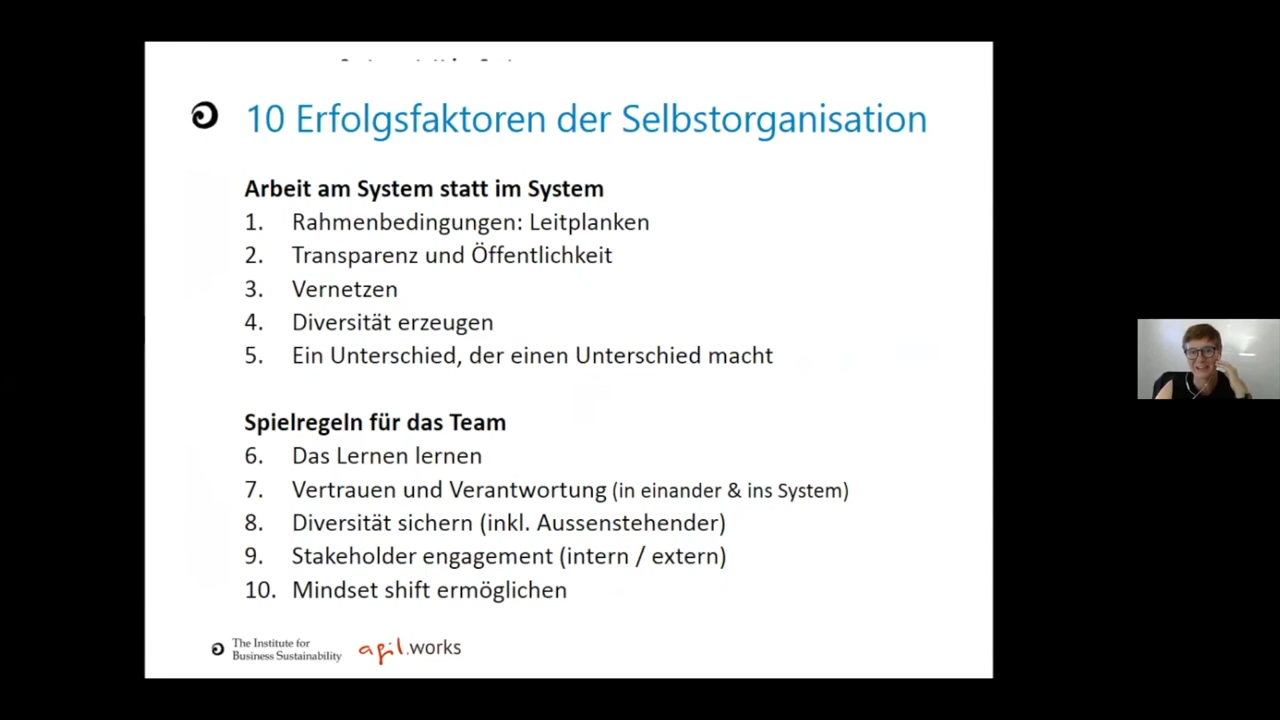 10 Erfolgsfaktoren der Selbstorganisation
Arbeit am System statt im System
1. Rahmenbedingungen: Leitplanken
2. Transparenz und Öffentlichkeit
3. Vernetzen
4. Diversität erzeugen
5. Ein Unterschied, der einen Unterschied macht
Spielregeln für das Team
6. Das Lernen lernen
7. Vertrauen und Verantwortung (in einander & ins System)
8. Diversität sichern (inkl. Aussenstehender)
9. Stakeholder engagement (intern / extern)
10. Mindset shift ermöglichen
The Institute for
Business Sustainability
agil.works